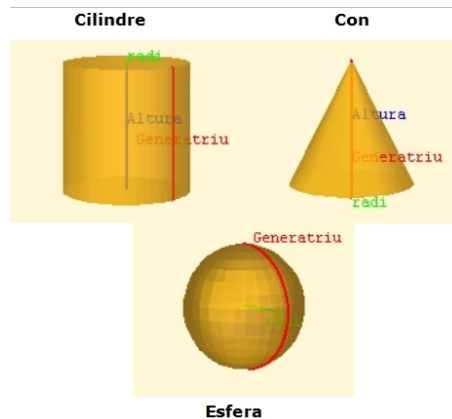 Cilindre
Con
radi
Altura
Generatriu
Altura
Generatriu
radi
Generatriu
Esfera